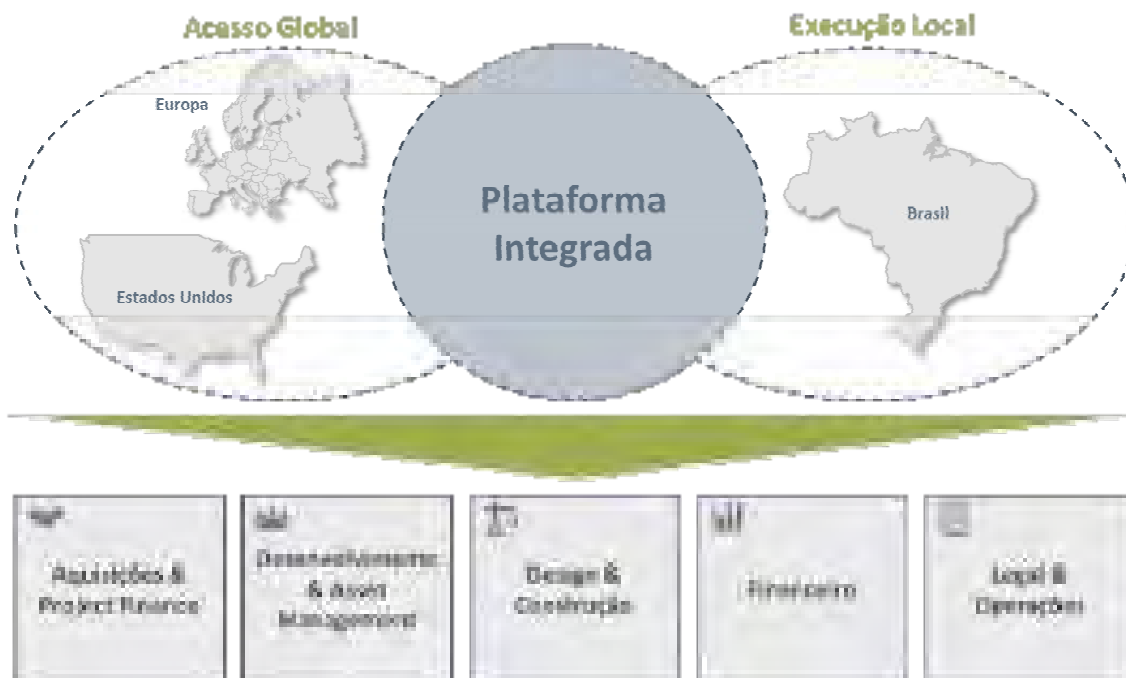 Acesso Global
Execução Local
Europa
Plataforma
Integrada
Brasil
Estados Unidos
Aquisições &
Project Finance
Desenvolvimento
& Asset
Management
Design &
Construção
Financeiro
Legal &
Operações